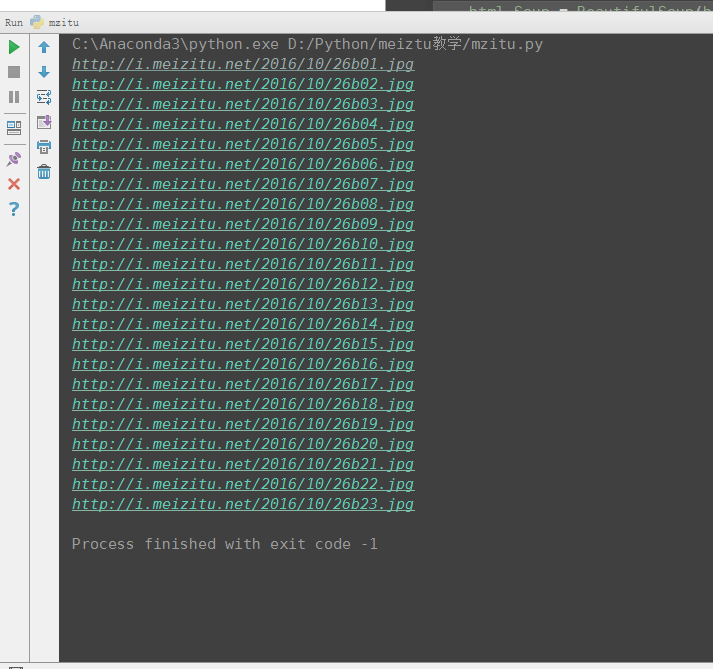 html_Soup = BeautifulSoup(h
Run mzitu
C:\Anaconda3\python.exe D:/Python/meiztu教学/mzitu.py
http://i.meizitu.net/2016/10/26b01.jpg
http://i.meizitu.net/2016/10/26b02.jpg
http://i.meizitu.net/2016/10/26b03.jpg
http://i.meizitu.net/2016/10/26b04.jpg
http://i.meizitu.net/2016/10/26b05.jpg
http://i.meizitu.net/2016/10/26b06.jpg
http://i.meizitu.net/2016/10/26b07.jpg
http://i.meizitu.net/2016/10/26b08.jpg
http://i.meizitu.net/2016/10/26b09.jpg
http://i.meizitu.net/2016/10/26b10.jpg
http://i.meizitu.net/2016/10/26b11.jpg
http://i.meizitu.net/2016/10/26b12.jpg
http://i.meizitu.net/2016/10/26b13.jpg
http://i.meizitu.net/2016/10/26b14.jpg
http://i.meizitu.net/2016/10/26b15.jpg
http://i.meizitu.net/2016/10/26b16.jpg
http://i.meizitu.net/2016/10/26b17.jpg
http://i.meizitu.net/2016/10/26b18.jpg
http://i.meizitu.net/2016/10/26b19.jpg
http://i.meizitu.net/2016/10/26b20.jpg
http://i.meizitu.net/2016/10/26b21.jpg
http://i.meizitu.net/2016/10/26b22.jpg
http://i.meizitu.net/2016/10/26b23.jpg
Process finished with exit code -1